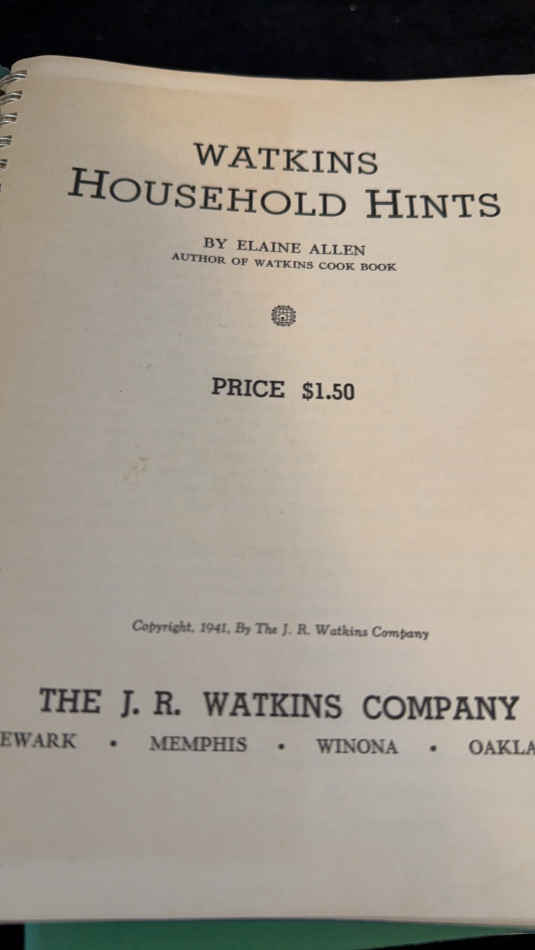 WATKINS
HOUSEHOLD HINTS
BY ELAINE ALLEN
AUTHOR OF WATKINS COOK BOOK
PRICE $1.50
Copyright, 1941, By The J. R. Watkins Company
THE J. R. WATKINS COMPANY
EWARK • MEMPHIS • WINONA • OAKLA